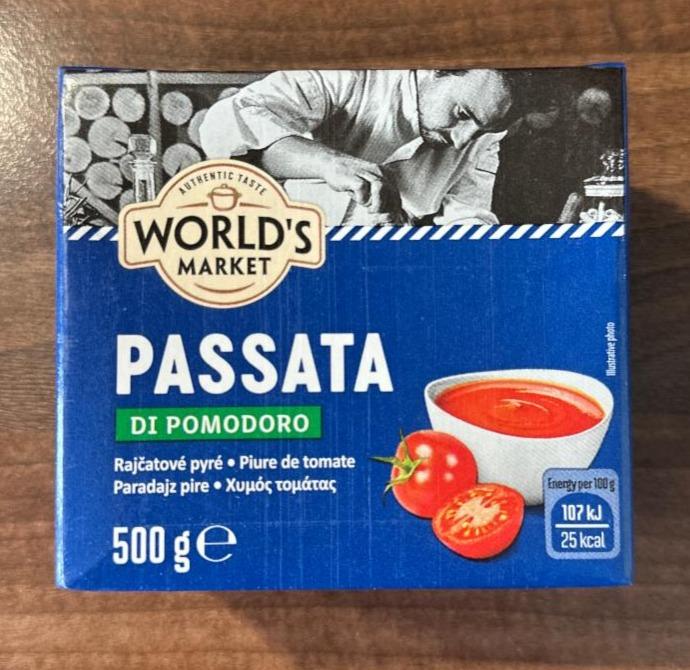 AUTHENTIC TASTE
WORLD'S
MARKET
PASSATA
DI POMODORO
Rajčatové pyré • Piure de tomate
Paradajz pire • Χυμός τομάτας
500 g ℮
Illustrative photo
Energy per 100 g
107 kJ
25 kcal